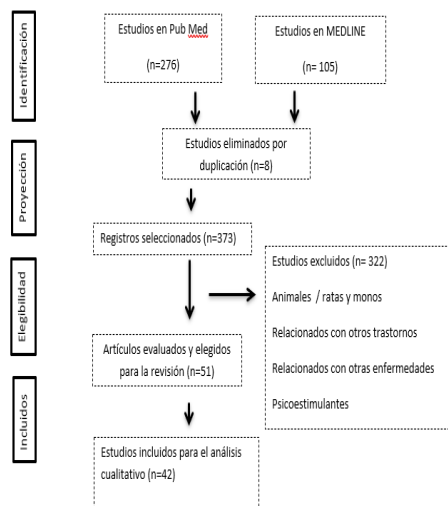 Identificación
Estudios en Pub Med
(n=276)
Estudios en MEDLINE
(n= 105)
Proyección
Estudios eliminados por
duplicación (n=8)
Registros seleccionados (n=373)
Elegibilidad
Estudios excluidos (n= 322)
Animales / ratas y monos
Relacionados con otros trastornos
Relacionados con otras enfermedades
Psicoestimulantes
Artículos evaluados y elegidos
para la revisión (n=51)
Incluídos
Estudios incluidos para el análisis
cualitativo (n=42)